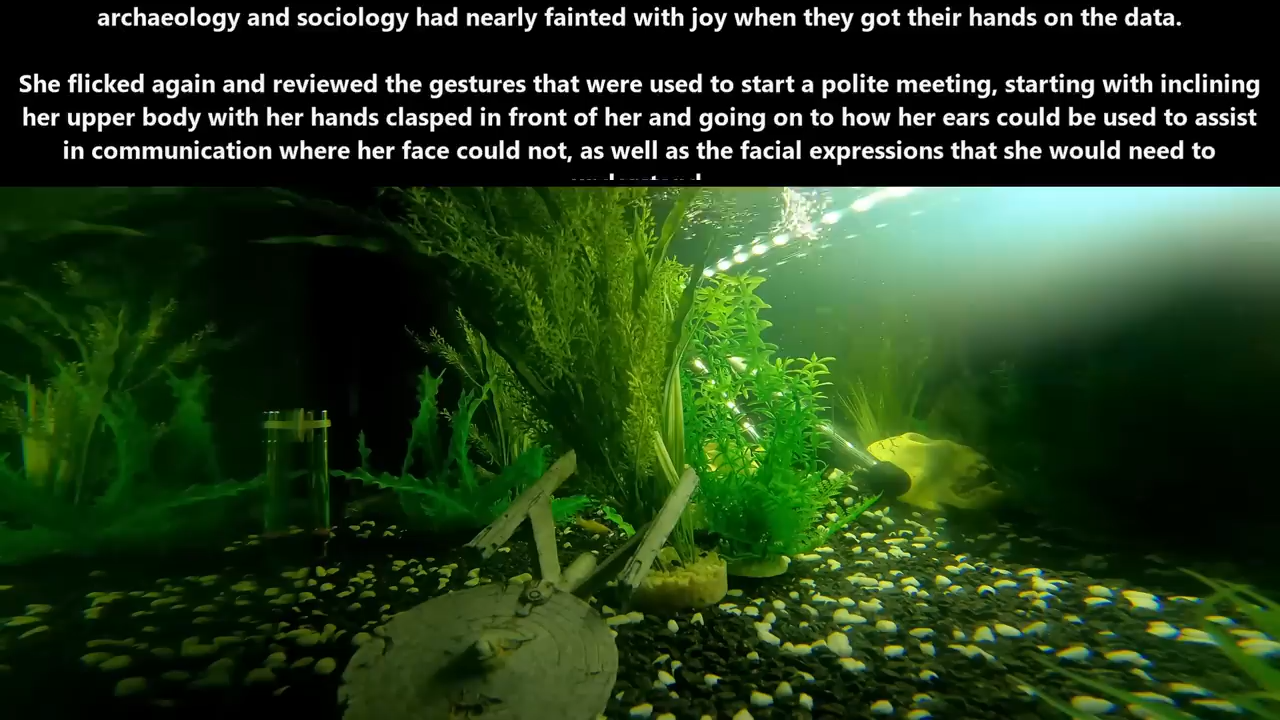 archaeology and sociology had nearly fainted with joy when they got their hands on the data.
She flicked again and reviewed the gestures that were used to start a polite meeting, starting with inclining
her upper body with her hands clasped in front of her and going on to how her ears could be used to assist
in communication where her face could not, as well as the facial expressions that she would need to